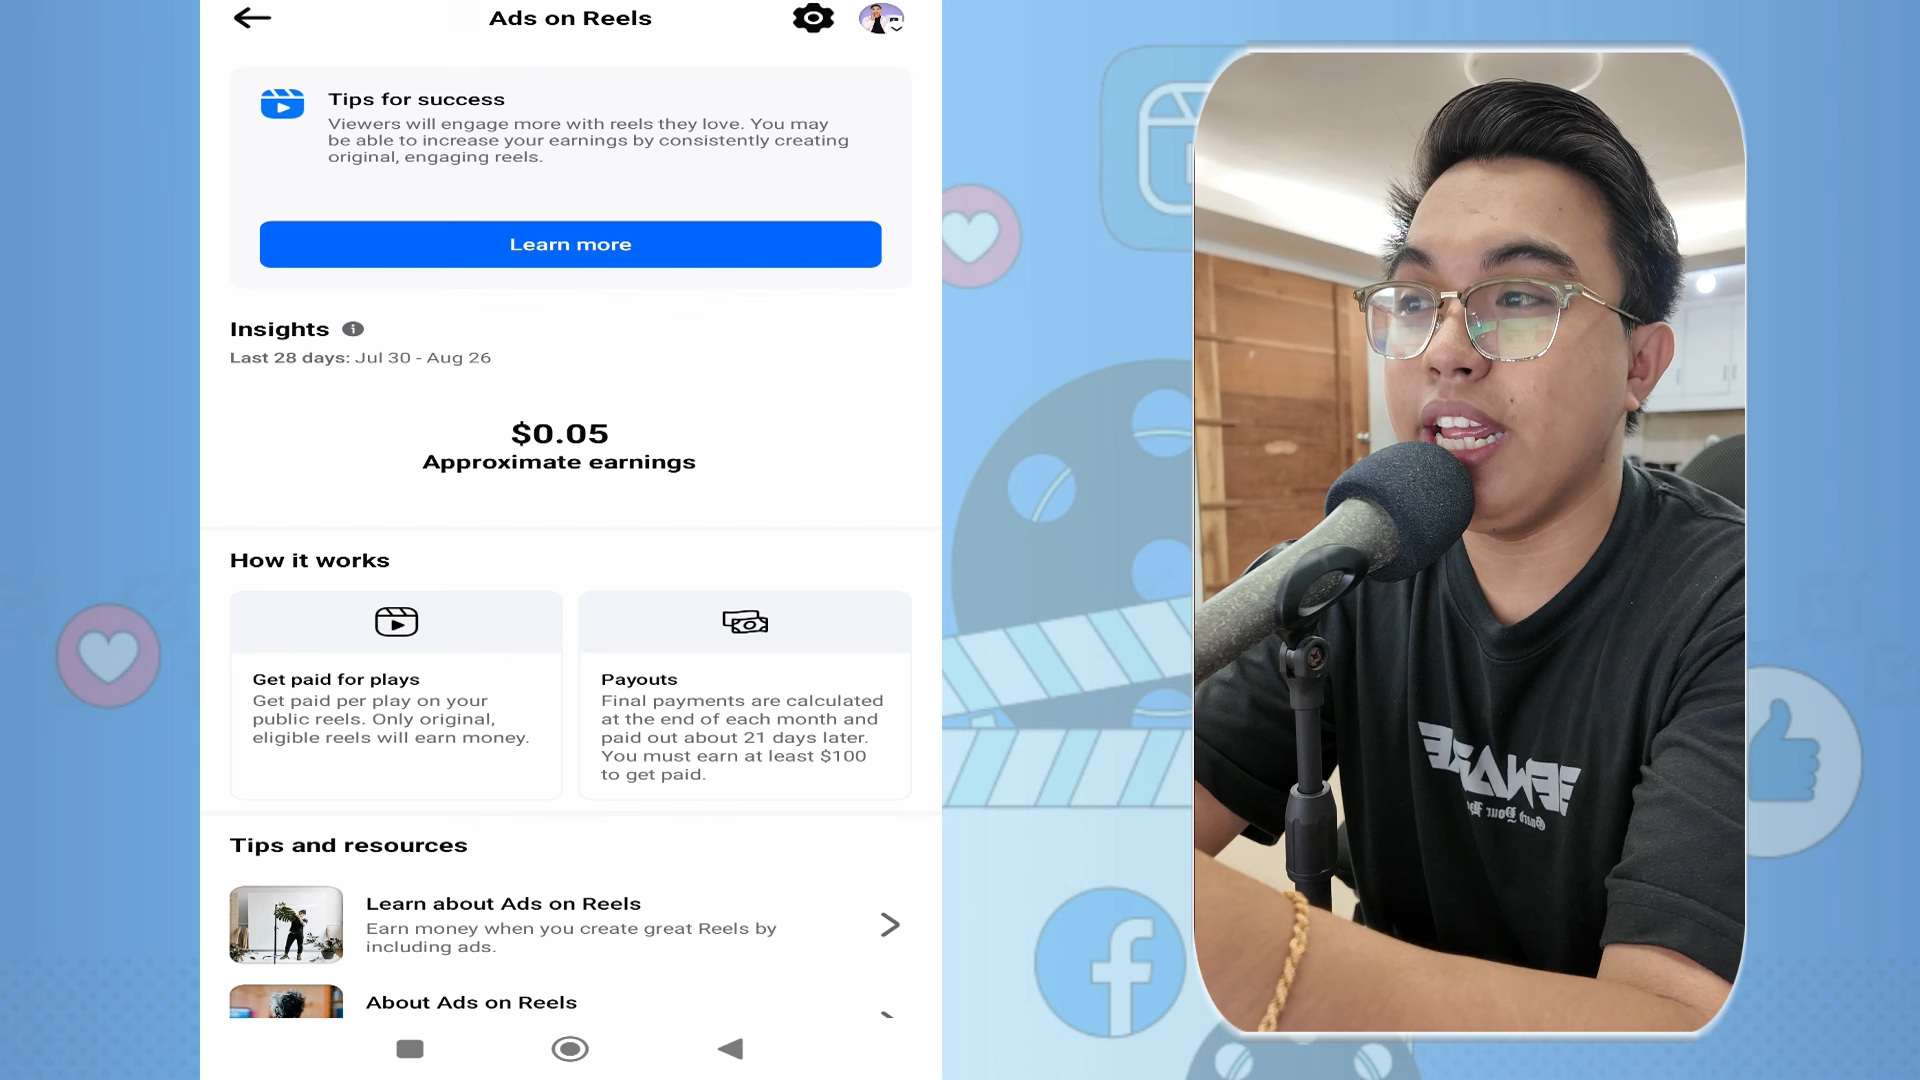 Ads on Reels
Tips for success
Viewers will engage more with reels they love. You may
be able to increase your earnings by consistently creating
original, engaging reels.
Learn more
Insights
Last 28 days: Jul 30 - Aug 26
$0.05
Approximate earnings
How it works
Get paid for plays
Get paid per play on your
public reels. Only original,
eligible reels will earn money.
Payouts
Final payments are calculated
at the end of each month and
paid out about 21 days later.
You must earn at least $100
to get paid.
Tips and resources
Learn about Ads on Reels
Earn money when you create great Reels by
including ads.
About Ads on Reels